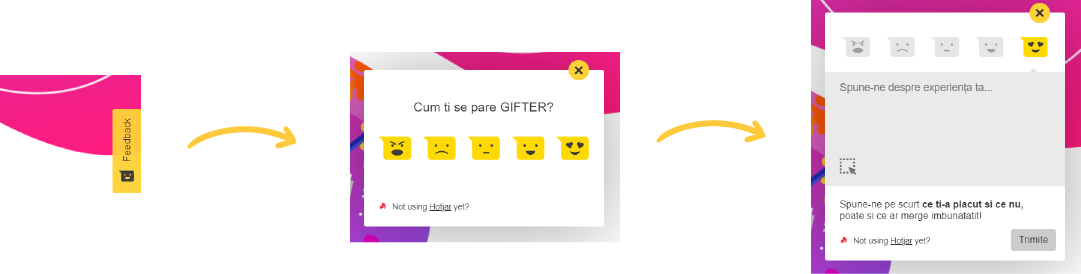 Feedback
Cum ti se pare GIFTER?
Not using Hotjar yet?
Spune-ne despre experiența ta...
Spune-ne pe scurt ce ti-a placut si ce nu,
poate si ce ar merge imbunatatit!
Not using Hotjar yet?
Trimite